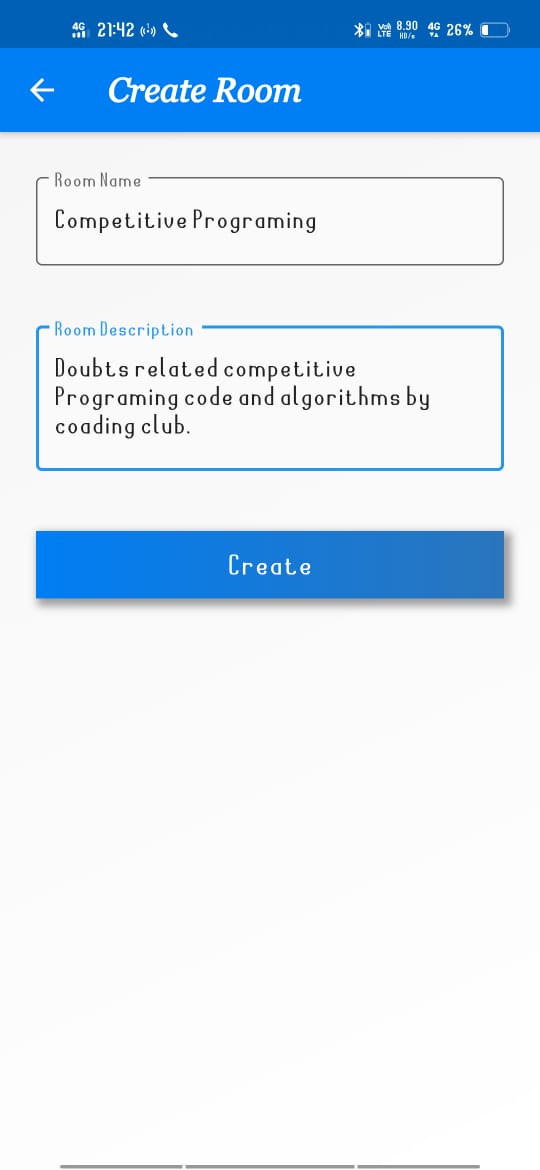 4G 21:42
VoN LTE 8.90 KB/s 4G 26%
Create Room
Room Name
Competitive Programing
Room Description
Doubts related competitive
Programing code and algorithms by
coading club.
Create